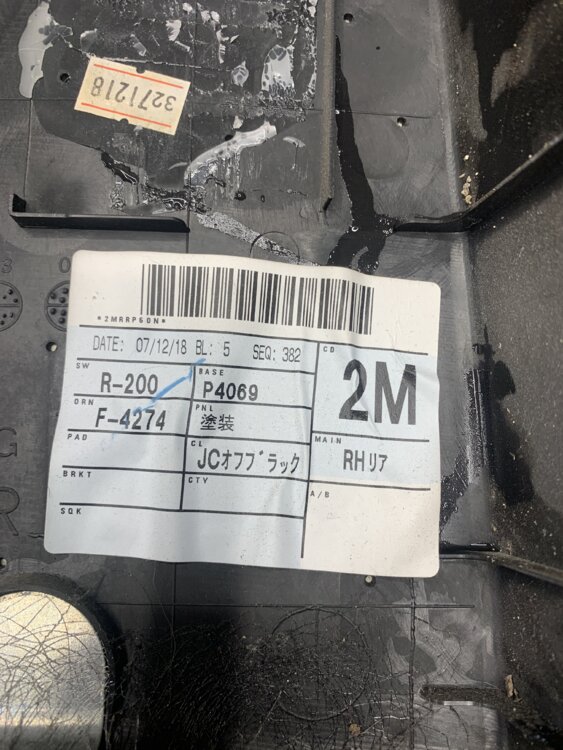 3271218
*2MRRP60N*
DATE: 07/12/18 BL: 5 SEQ: 382
CD
2M
SW
R-200
BASE
P4069
ORN
F-4274
PNL
塗装
PAD
CL
JCオフブラック
MAIN
RHリア
BRKT
CTY
A/B
SQK